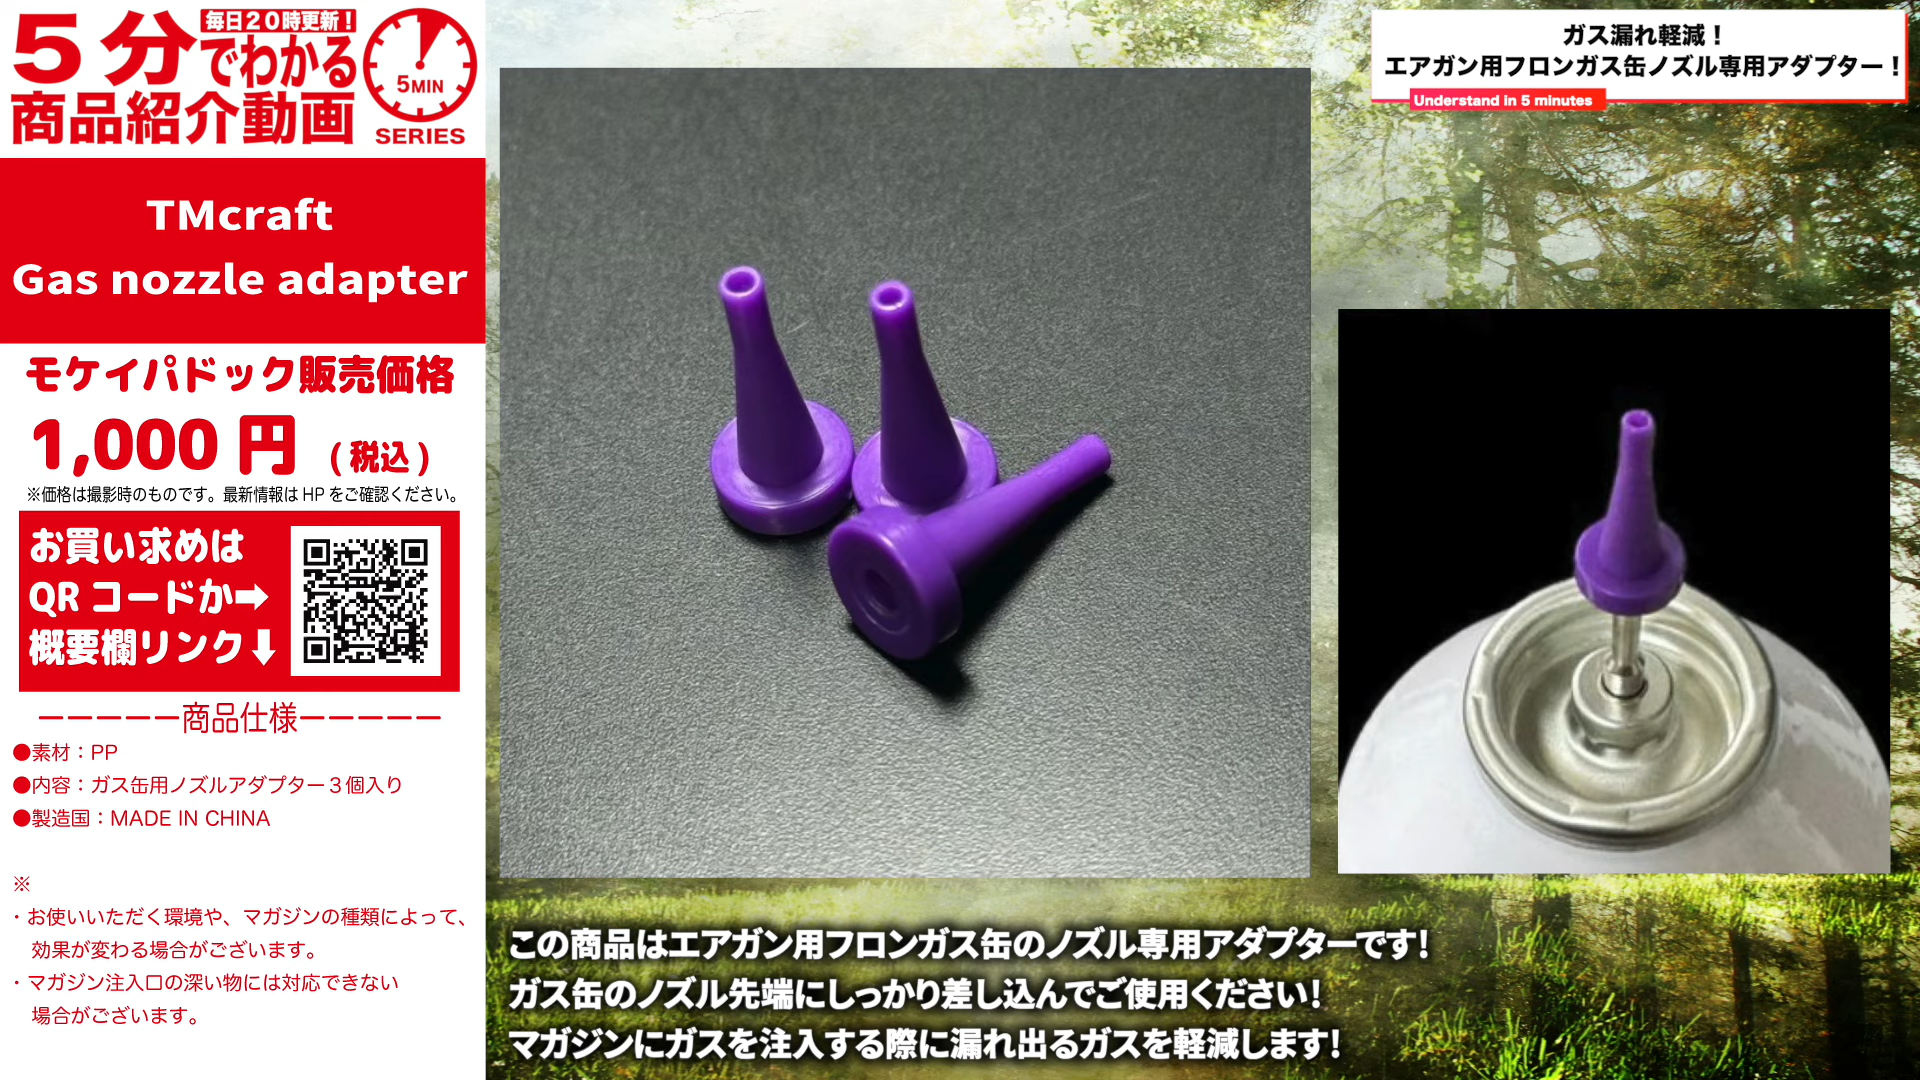 毎日20時更新！
5分でわかる
商品紹介動画
5MIN
SERIES
TMcraft
Gas nozzle adapter
モケイパドック販売価格
1,000 円 ( 税込 )
※価格は撮影時のものです。最新情報は HP をご確認ください。
お買い求めは
QR コードか➡
概要欄リンク⬇
ーーーーー商品仕様ーーーーー
●素材：PP
●内容：ガス缶用ノズルアダプター３個入り
●製造国：MADE IN CHINA
※
・お使いいただく環境や、マガジンの種類によって、
効果が変わる場合がございます。
・マガジン注入口の深い物には対応できない
場合がございます。
ガス漏れ軽減！
エアガン用フロンガス缶ノズル専用アダプター！
Understand in 5 minutes
この商品はエアガン用フロンガス缶のノズル専用アダプターです!
ガス缶のノズル先端にしっかり差し込んでご使用ください!
マガジンにガスを注入する際に漏れ出るガスを軽減します!